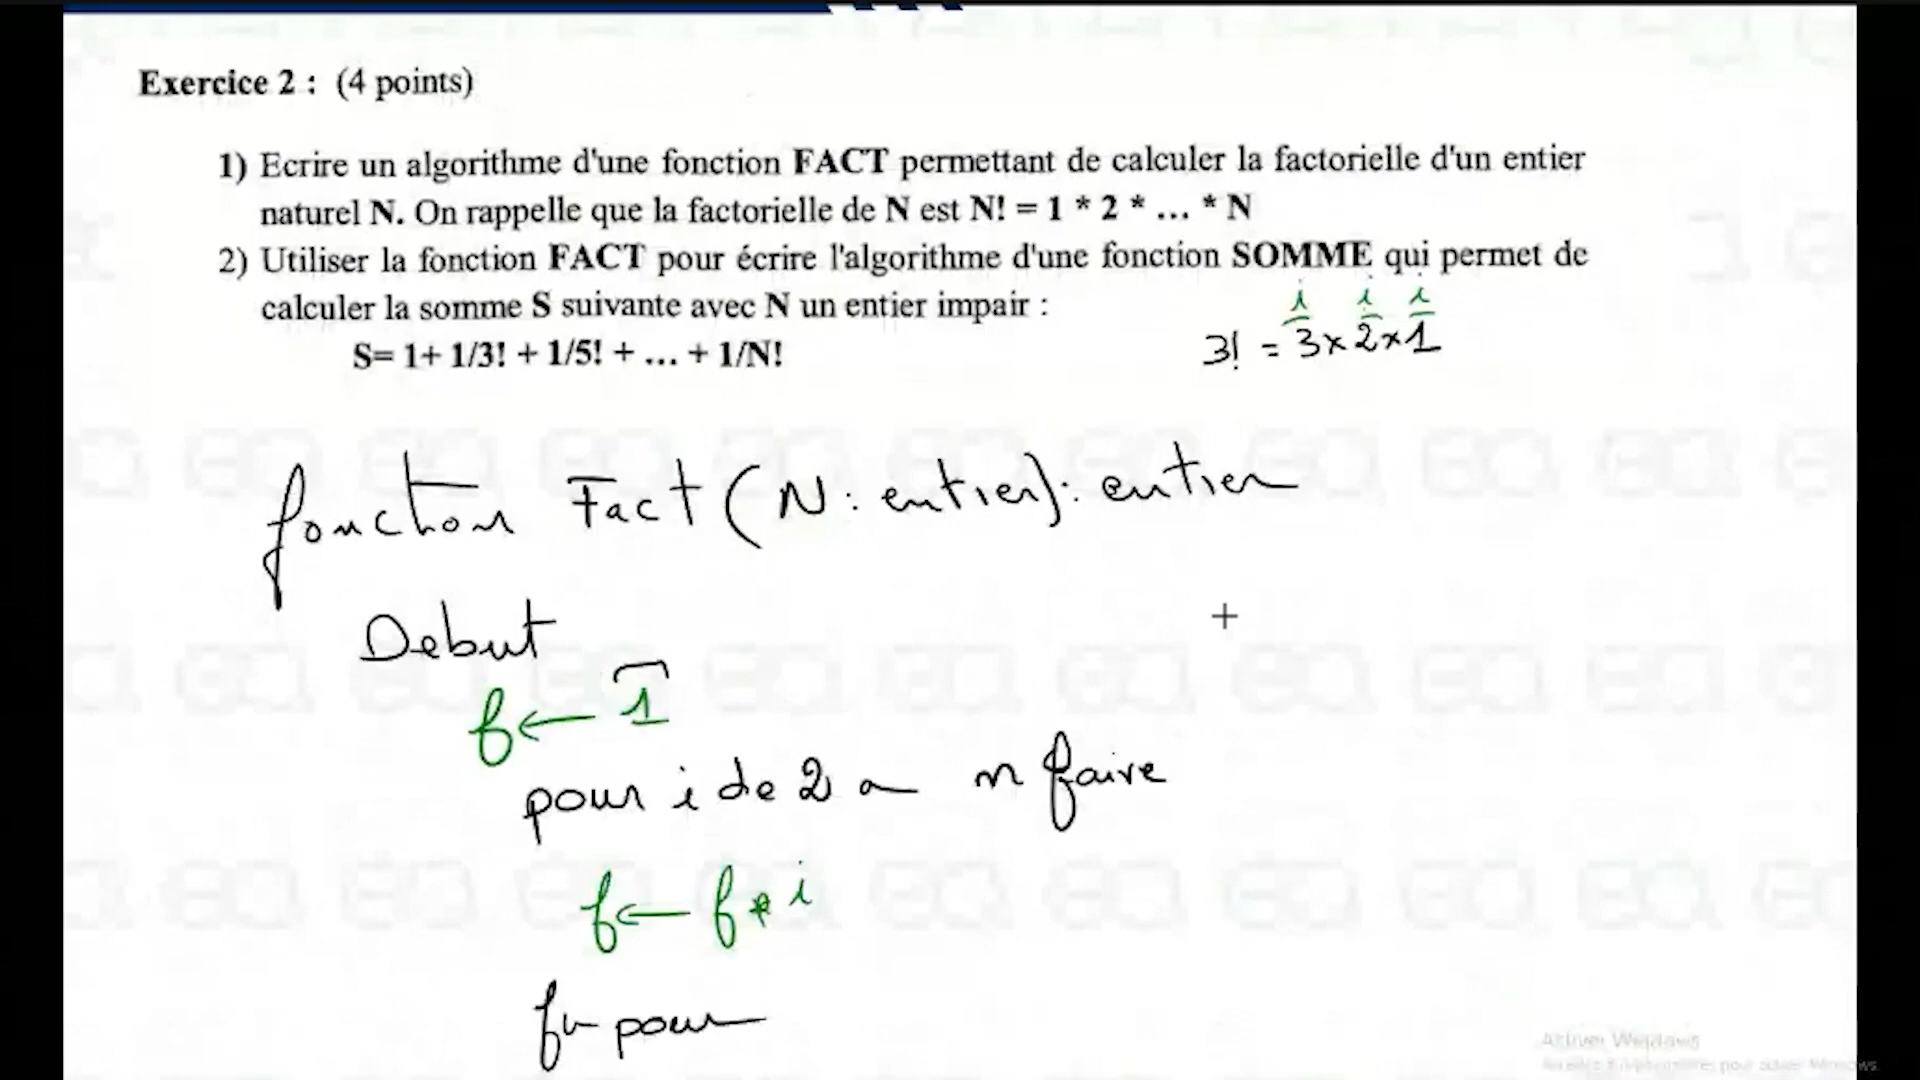 Exercice 2 : (4 points)
1) Ecrire un algorithme d'une fonction FACT permettant de calculer la factorielle d'un entier
naturel N. On rappelle que la factorielle de N est N! = 1 * 2 * ... * N
2) Utiliser la fonction FACT pour écrire l'algorithme d'une fonction SOMME qui permet de
calculer la somme S suivante avec N un entier impair :
i i i
S= 1+ 1/3! + 1/5! + ... + 1/N!
3! = 3x2x1
fonction Fact (N: entier): entier
Debut
f ← 1
pour i de 2 a n faire
f ← f * i
fin pour
Activer Windows